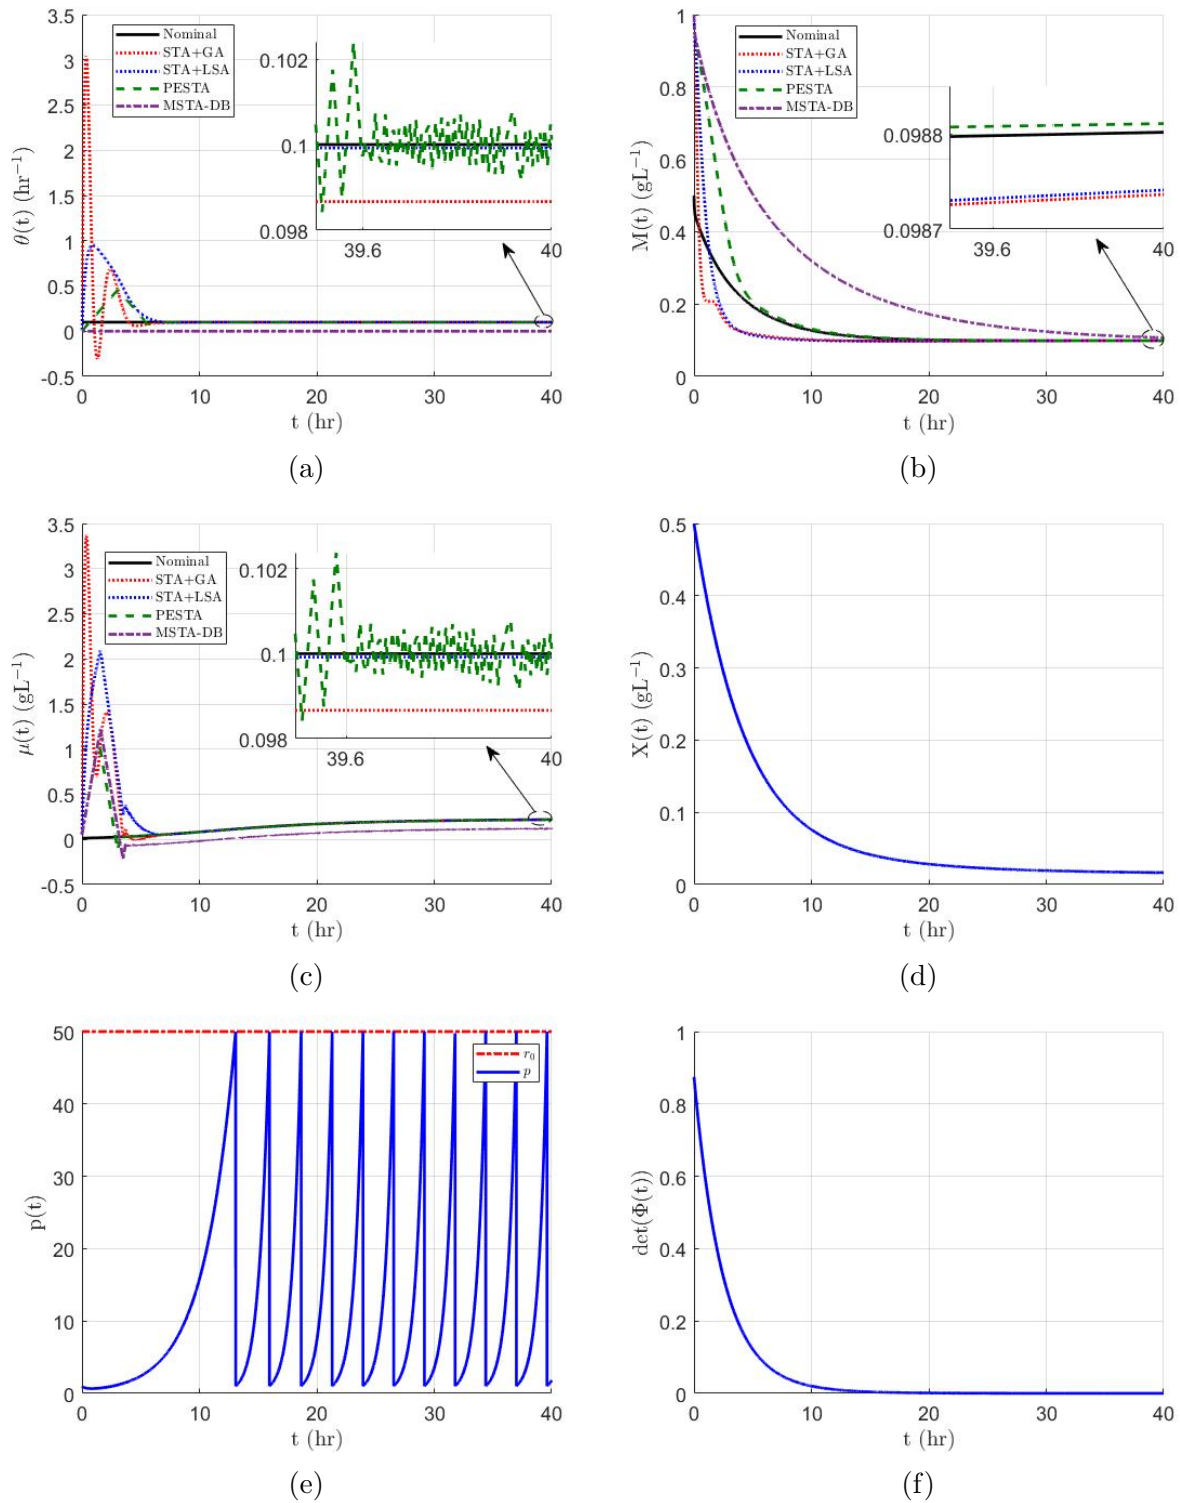 3.5
3
2.5
2
1.5
1
0.5
0
-0.5
θ(t) (hr⁻¹)
Nominal
STA+GA
STA+LSA
PESTA
MSTA-DB
0.102
0.1
0.098
39.6
40
0
10
20
30
40
t (hr)
(a)
1
0.8
0.6
0.4
0.2
0
M(t) (gL⁻¹)
Nominal
STA+GA
STA+LSA
PESTA
MSTA-DB
0.0988
0.0987
39.6
40
0
10
20
30
40
t (hr)
(b)
3.5
3
2.5
2
1.5
1
0.5
0
-0.5
μ(t) (gL⁻¹)
Nominal
STA+GA
STA+LSA
PESTA
MSTA-DB
0.102
0.1
0.098
39.6
40
0
10
20
30
40
t (hr)
(c)
0.5
0.4
0.3
0.2
0.1
0
X(t) (gL⁻¹)
0
10
20
30
40
t (hr)
(d)
50
40
30
20
10
0
p(t)
r₀
p
0
10
20
30
40
t (hr)
(e)
1
0.8
0.6
0.4
0.2
0
det(Φ(t))
0
10
20
30
40
t (hr)
(f)